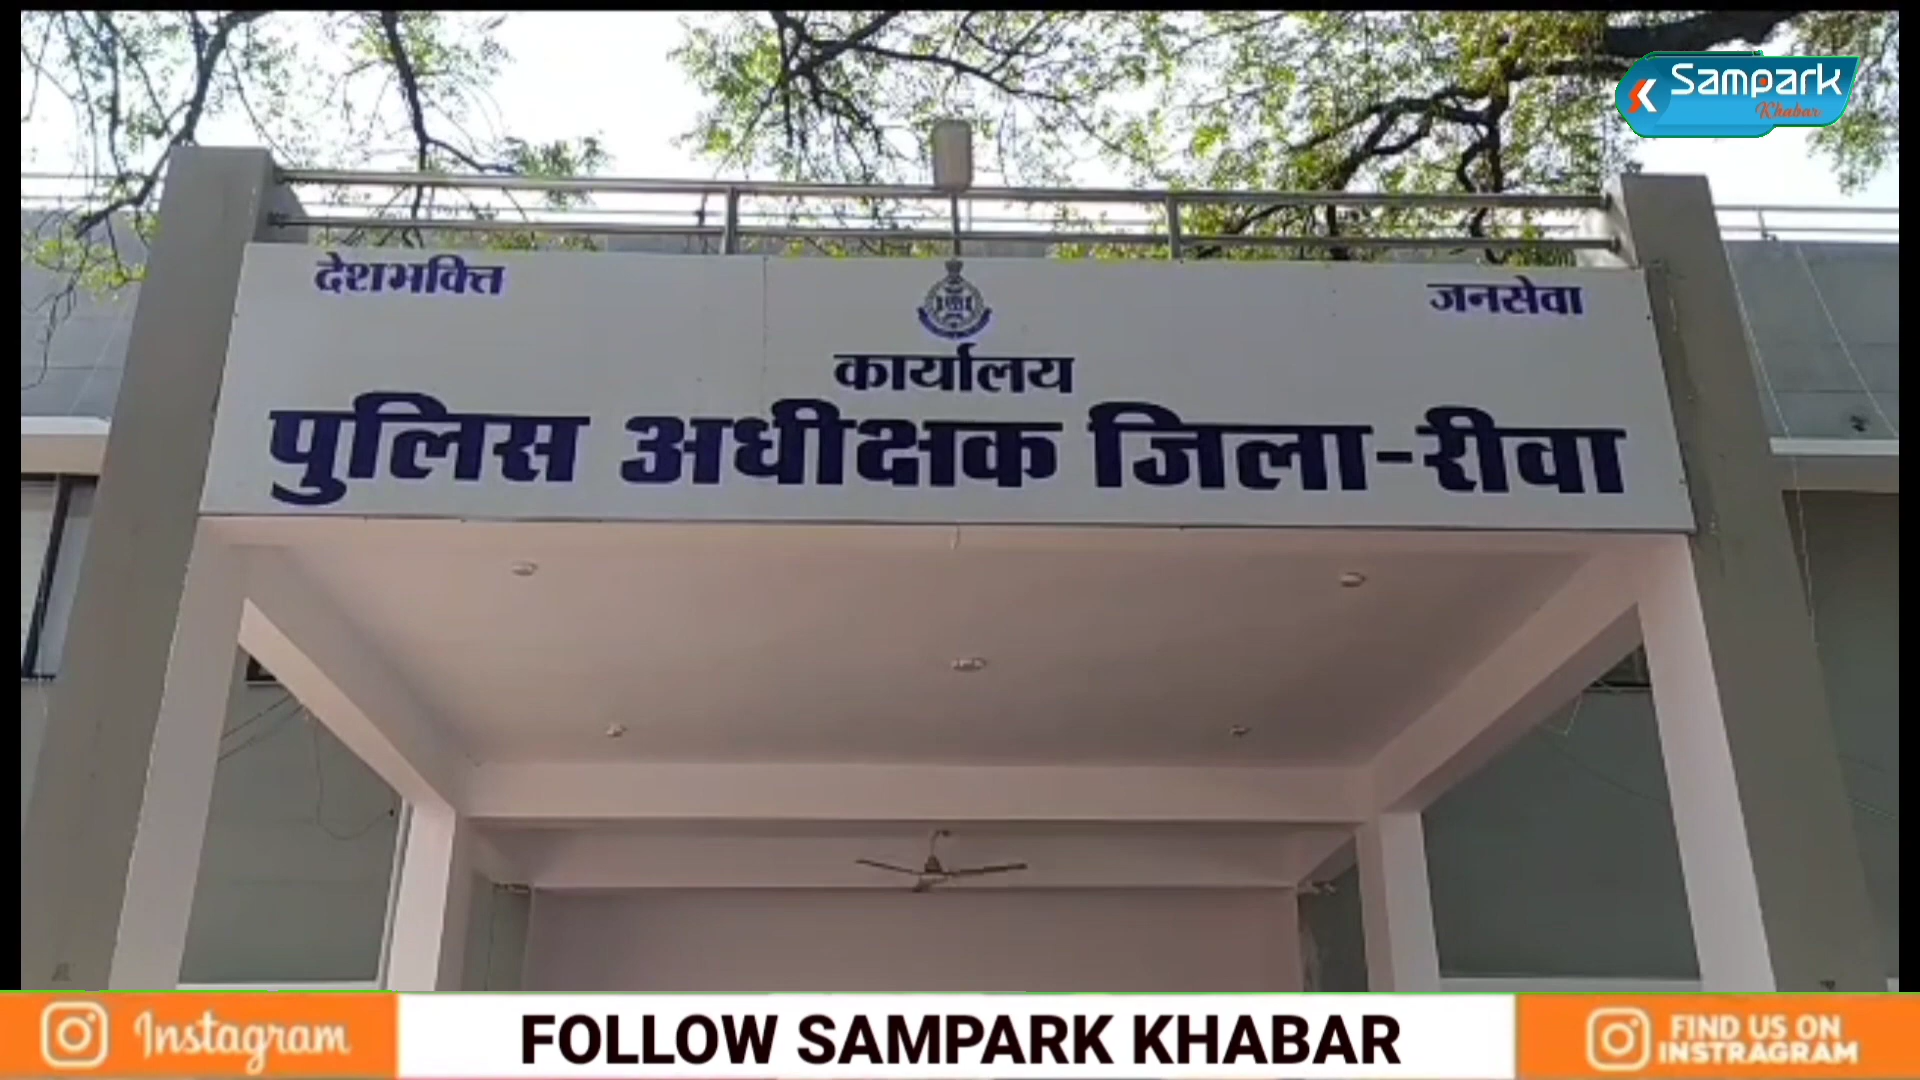 Sampark
Khabar
देशभक्ति
जनसेवा
कार्यालय
पुलिस अधीक्षक जिला-रीवा
Instagram
FOLLOW SAMPARK KHABAR
FIND US ON
INSTRAGRAM